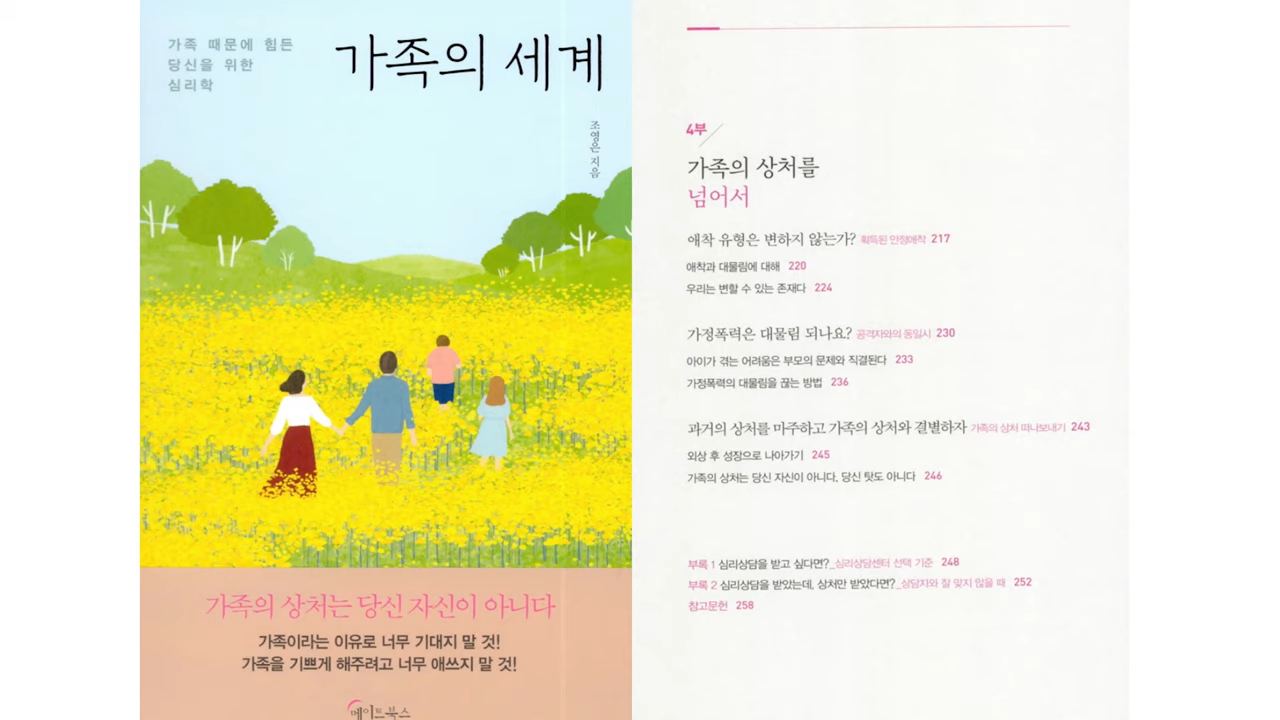 가족 때문에 힘든
당신을 위한
심리학
가족의 세계
조영은 지음
가족의 상처는 당신 자신이 아니다
가족이라는 이유로 너무 기대지 말 것!
가족을 기쁘게 해주려고 너무 애쓰지 말 것!
메이트북스
4부
가족의 상처를
넘어서
애착 유형은 변하지 않는가? 획득된 안정애착 217
애착과 대물림에 대해 220
우리는 변할 수 있는 존재다 224
가정폭력은 대물림 되나요? 공격자와의 동일시 230
아이가 겪는 어려움은 부모의 문제와 직결된다 233
가정폭력의 대물림을 끊는 방법 236
과거의 상처를 마주하고 가족의 상처와 결별하자 가족의 상처 떠나보내기 243
외상 후 성장으로 나아가기 245
가족의 상처는 당신 자신이 아니다, 당신 탓도 아니다 246
부록 1 심리상담을 받고 싶다면?_심리상담센터 선택 기준 248
부록 2 심리상담을 받았는데, 상처만 받았다면?_상담자와 잘 맞지 않을 때 252
참고문헌 258